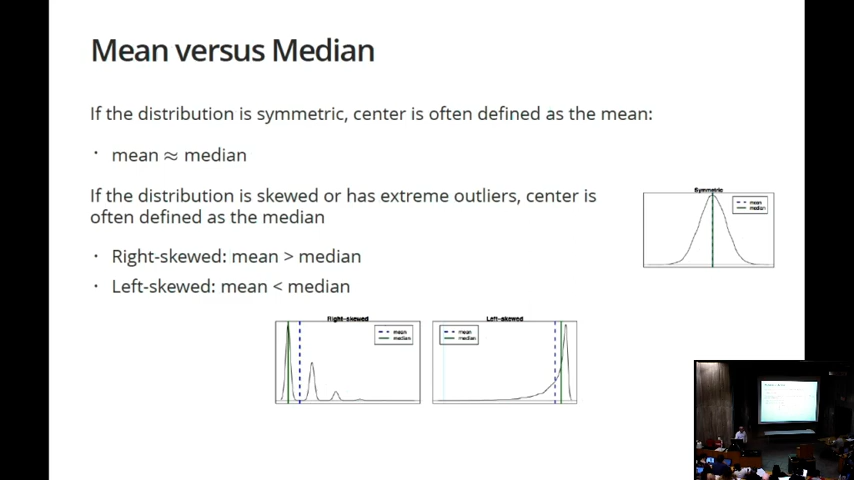 Mean versus Median
If the distribution is symmetric, center is often defined as the mean:
· mean ≈ median
If the distribution is skewed or has extreme outliers, center is
often defined as the median
· Right-skewed: mean > median
· Left-skewed: mean < median
Symmetric
mean
median
Right-skewed
mean
median
Left-skewed
mean
median